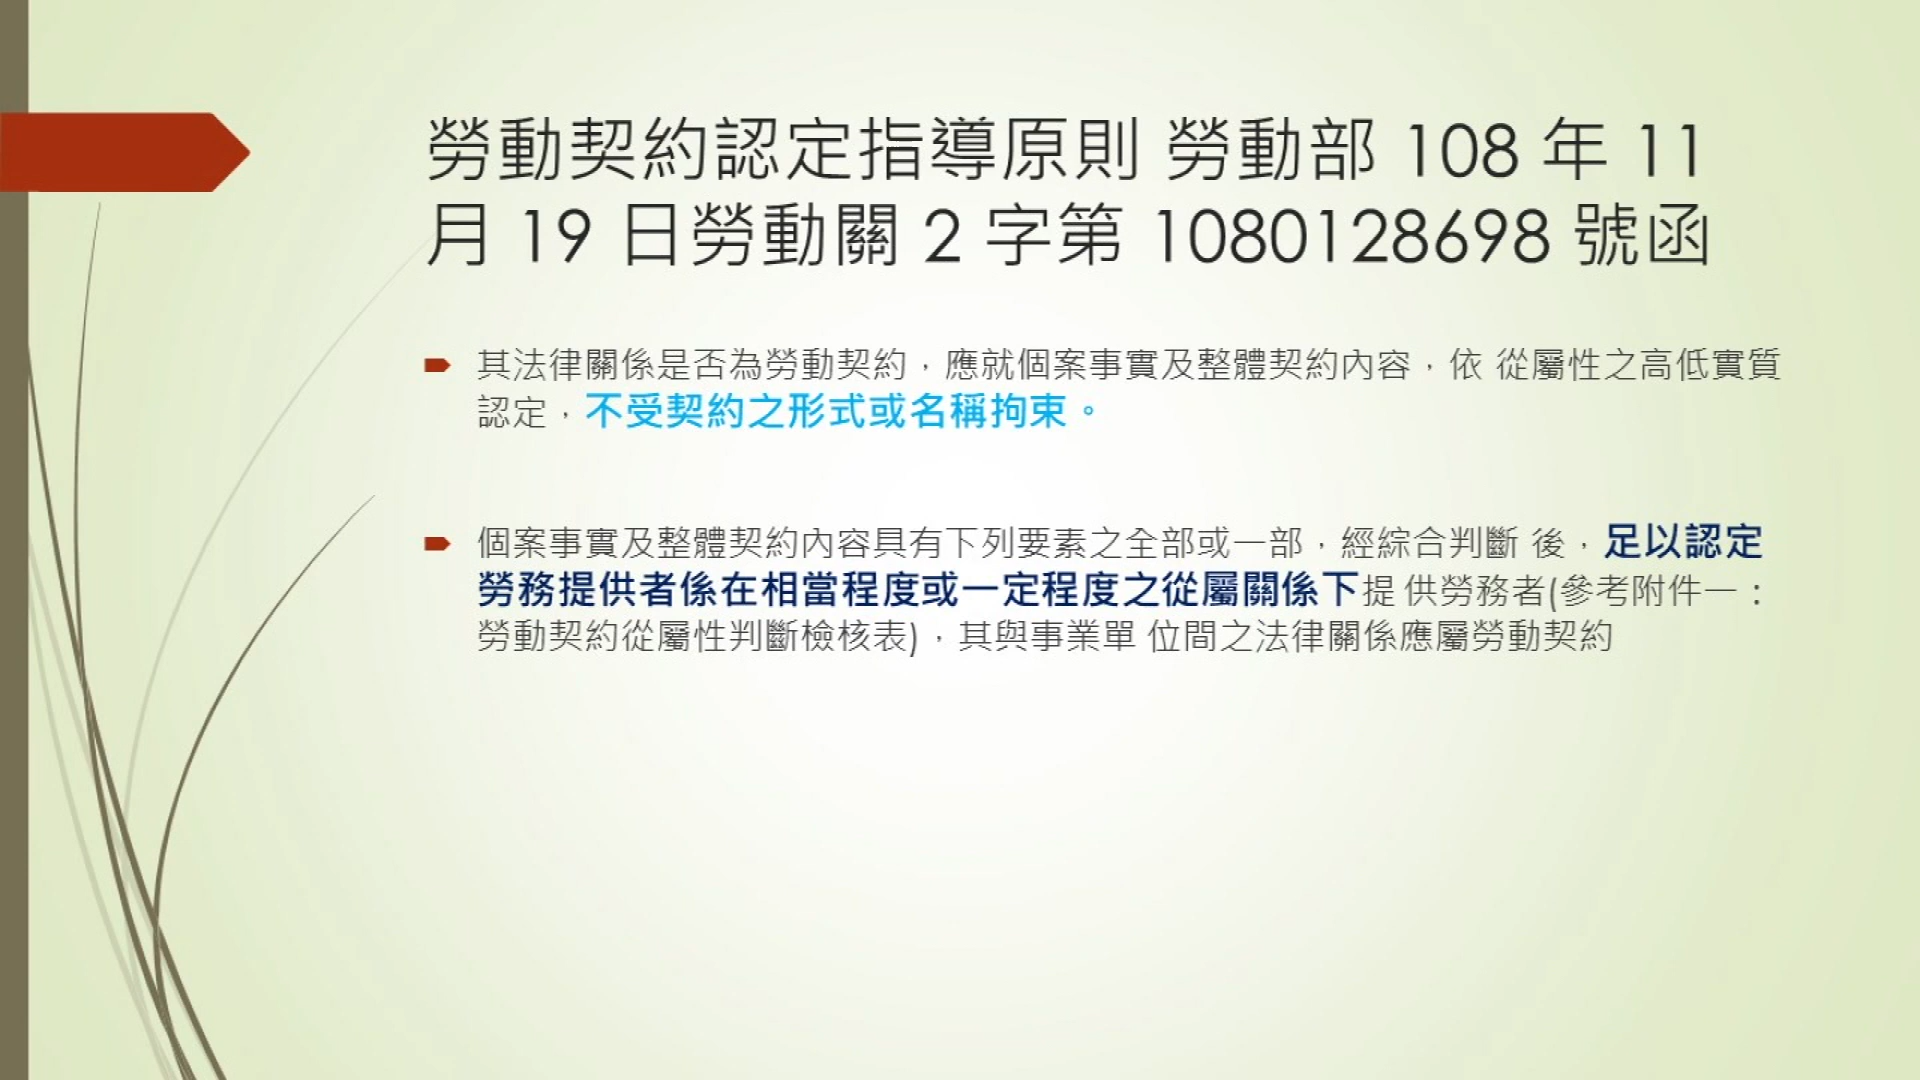 勞動契約認定指導原則 勞動部 108 年 11
月 19 日勞動關 2 字第 1080128698 號函
其法律關係是否為勞動契約，應就個案事實及整體契約內容，依 從屬性之高低實質
認定，不受契約之形式或名稱拘束。
個案事實及整體契約內容具有下列要素之全部或一部，經綜合判斷 後，足以認定
勞務提供者係在相當程度或一定程度之從屬關係下提 供勞務者(參考附件一：
勞動契約從屬性判斷檢核表)，其與事業單 位間之法律關係應屬勞動契約